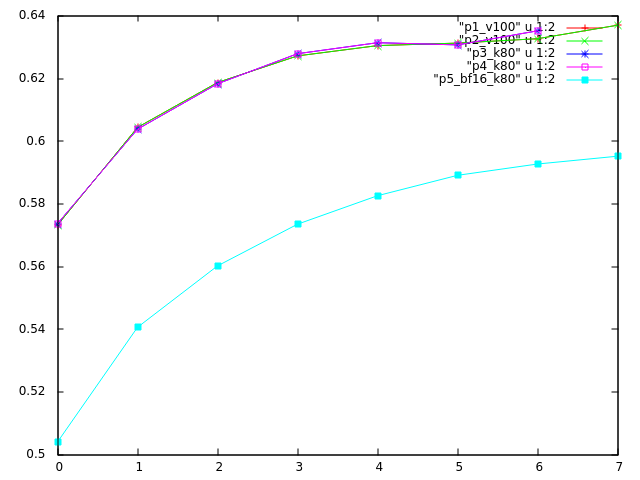 0.64
0.62
0.6
0.58
0.56
0.54
0.52
0.5
0 1 2 3 4 5 6 7
"p1_v100" u 1:2
"p2_v100" u 1:2
"p3_k80" u 1:2
"p4_k80" u 1:2
"p5_bf16_k80" u 1:2